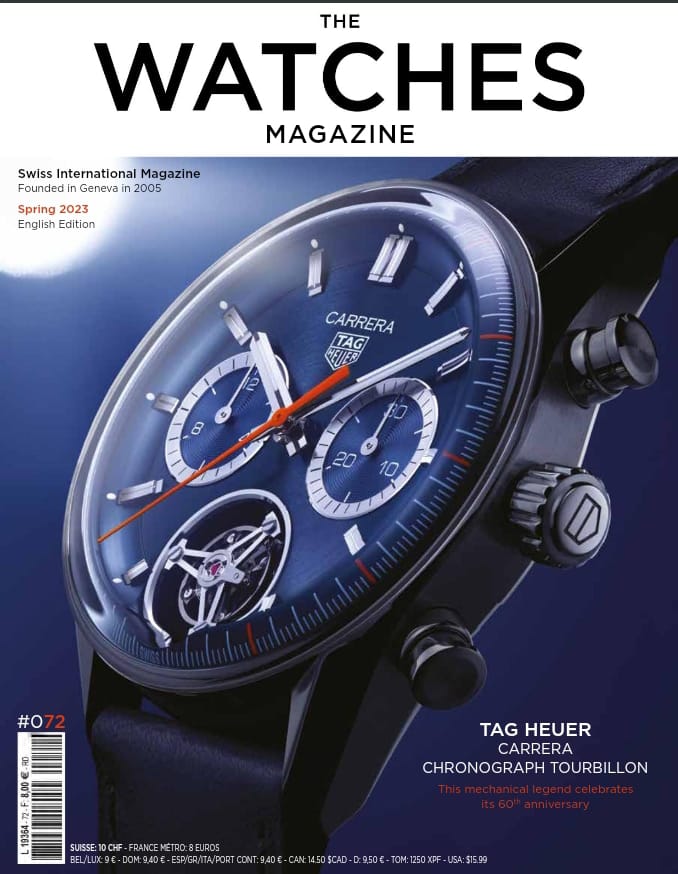 THE
WATCHES
MAGAZINE
Swiss International Magazine
Founded in Geneva in 2005
Spring 2023
English Edition
CARRERA
TAG
HEUER
12
8
30
20
10
SWISS
#072
L 19364 - 72 - F: 8,00 € - RD
TAG HEUER
CARRERA
CHRONOGRAPH TOURBILLON
This mechanical legend celebrates
its 60th anniversary
SUISSE: 10 CHF - FRANCE MÉTRO: 8 EUROS
BEL/LUX: 9 € - DOM: 9,40 € - ESP/GR/ITA/PORT CONT: 9,40 € - CAN: 14.50 $CAD - D: 9,50 € - TOM: 1250 XPF - USA: $15.99